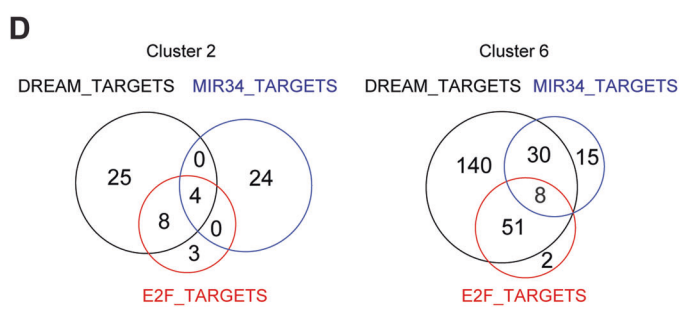 D
Cluster 2
DREAM_TARGETS MIR34_TARGETS
0
25
24
4
8
0
3
E2F_TARGETS
Cluster 6
DREAM_TARGETS MIR34_TARGETS
140
30
15
8
51
2
E2F_TARGETS